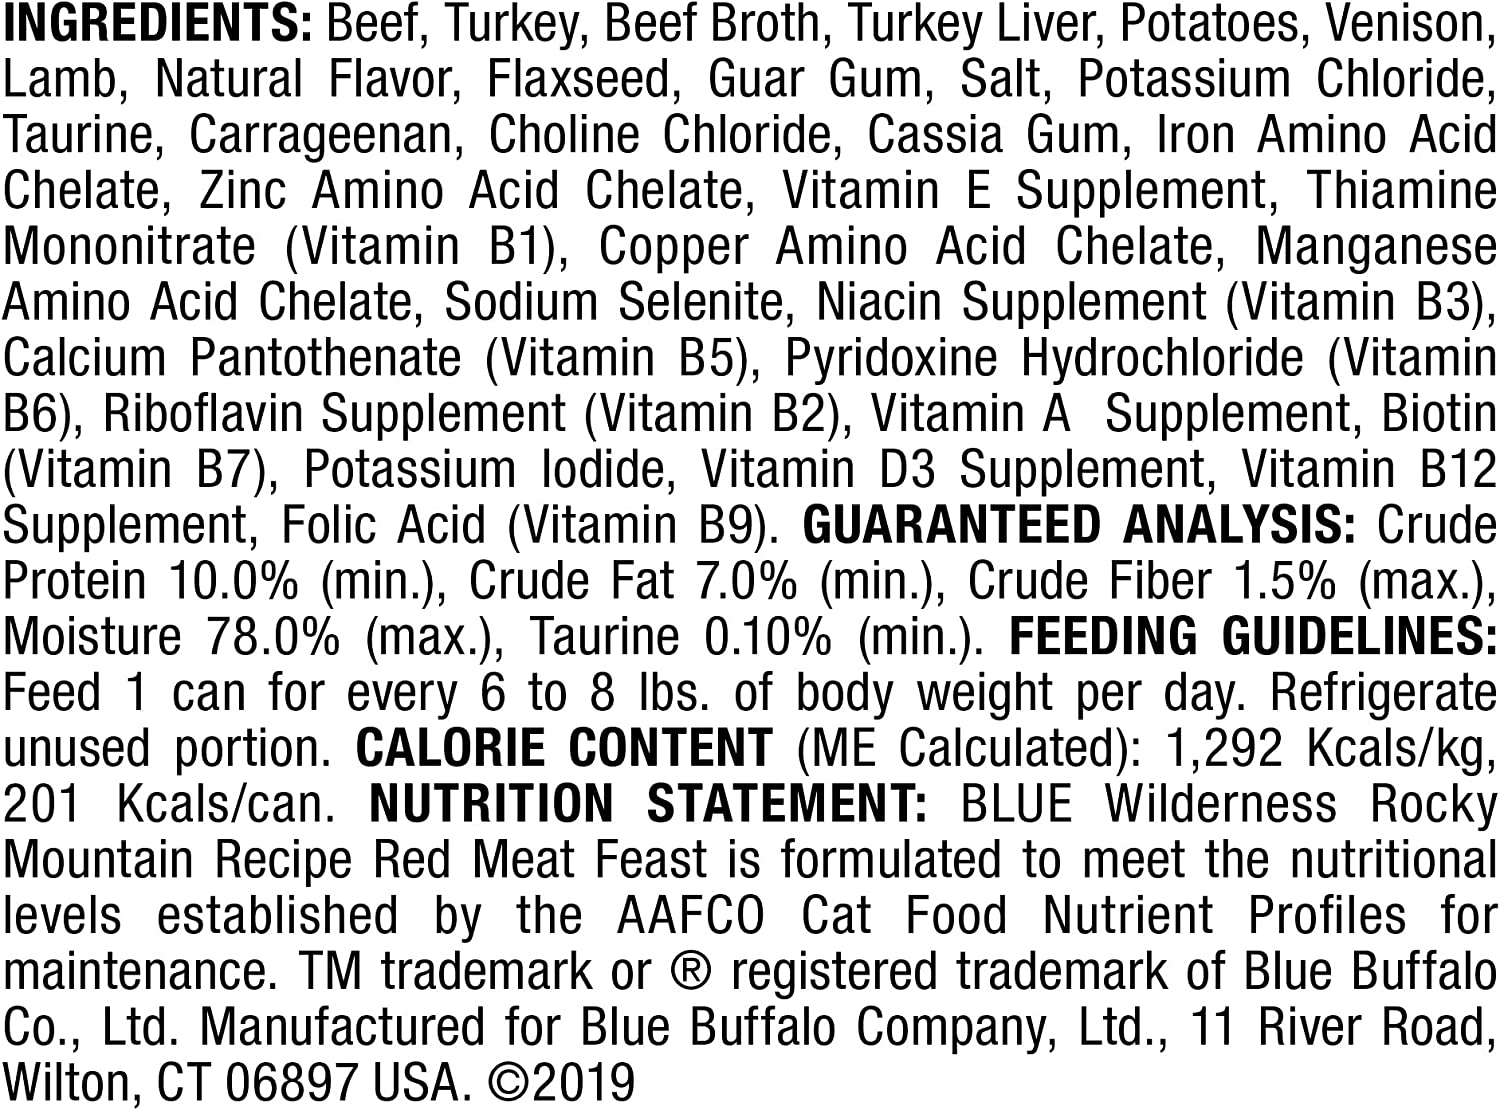 INGREDIENTS: Beef, Turkey, Beef Broth, Turkey Liver, Potatoes, Venison,
Lamb, Natural Flavor, Flaxseed, Guar Gum, Salt, Potassium Chloride,
Taurine, Carrageenan, Choline Chloride, Cassia Gum, Iron Amino Acid
Chelate, Zinc Amino Acid Chelate, Vitamin E Supplement, Thiamine
Mononitrate (Vitamin B1), Copper Amino Acid Chelate, Manganese
Amino Acid Chelate, Sodium Selenite, Niacin Supplement (Vitamin B3),
Calcium Pantothenate (Vitamin B5), Pyridoxine Hydrochloride (Vitamin
B6), Riboflavin Supplement (Vitamin B2), Vitamin A Supplement, Biotin
(Vitamin B7), Potassium Iodide, Vitamin D3 Supplement, Vitamin B12
Supplement, Folic Acid (Vitamin B9). GUARANTEED ANALYSIS: Crude
Protein 10.0% (min.), Crude Fat 7.0% (min.), Crude Fiber 1.5% (max.),
Moisture 78.0% (max.), Taurine 0.10% (min.). FEEDING GUIDELINES:
Feed 1 can for every 6 to 8 lbs. of body weight per day. Refrigerate
unused portion. CALORIE CONTENT (ME Calculated): 1,292 Kcals/kg,
201 Kcals/can. NUTRITION STATEMENT: BLUE Wilderness Rocky
Mountain Recipe Red Meat Feast is formulated to meet the nutritional
levels established by the AAFCO Cat Food Nutrient Profiles for
maintenance. TM trademark or ® registered trademark of Blue Buffalo
Co., Ltd. Manufactured for Blue Buffalo Company, Ltd., 11 River Road,
Wilton, CT 06897 USA. ©2019